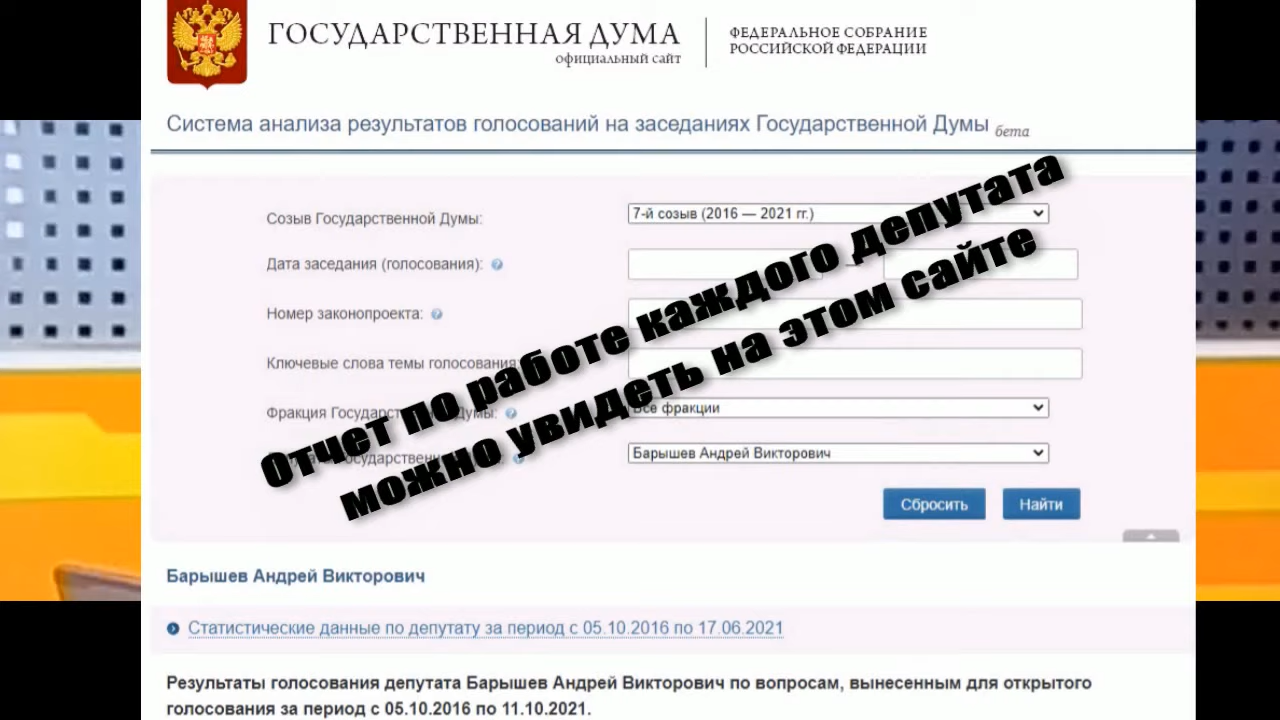 ГОСУДАРСТВЕННАЯ ДУМА
официальный сайт
ФЕДЕРАЛЬНОЕ СОБРАНИЕ
РОССИЙСКОЙ ФЕДЕРАЦИИ
Система анализа результатов голосований на заседаниях Государственной Думы бета
Созыв Государственной Думы:
7-й созыв (2016 — 2021 гг.)
Дата заседания (голосования):
Номер законопроекта:
Ключевые слова темы голосования:
Фракция Государственной Думы:
Все фракции
Барышев Андрей Викторович
Отчет по работе каждого депутата
можно увидеть на этом сайте
Сбросить
Найти
Барышев Андрей Викторович
Статистические данные по депутату за период с 05.10.2016 по 17.06.2021
Результаты голосования депутата Барышев Андрей Викторович по вопросам, вынесенным для открытого
голосования за период с 05.10.2016 по 11.10.2021.